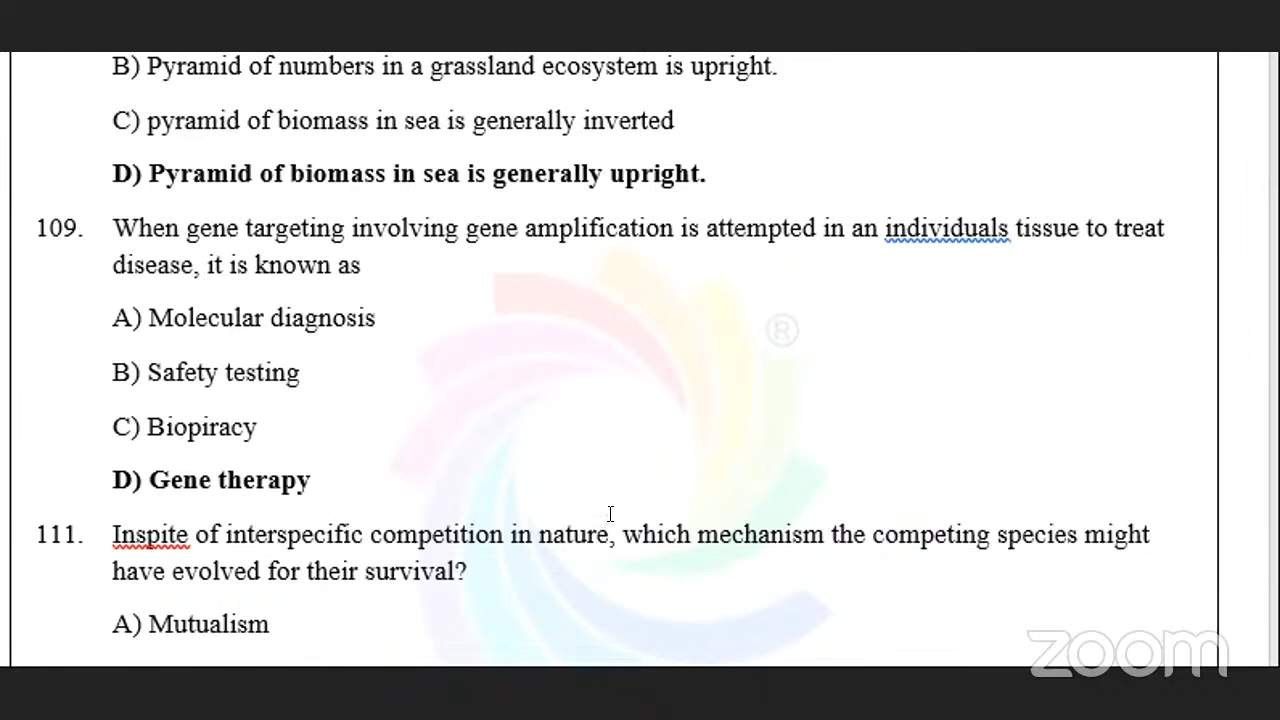 B) Pyramid of numbers in a grassland ecosystem is upright.
C) pyramid of biomass in sea is generally inverted
D) Pyramid of biomass in sea is generally upright.
109. When gene targeting involving gene amplification is attempted in an individuals tissue to treat
disease, it is known as
A) Molecular diagnosis
B) Safety testing
C) Biopiracy
D) Gene therapy
111. Inspite of interspecific competition in nature, which mechanism the competing species might
have evolved for their survival?
A) Mutualism
®
zoom